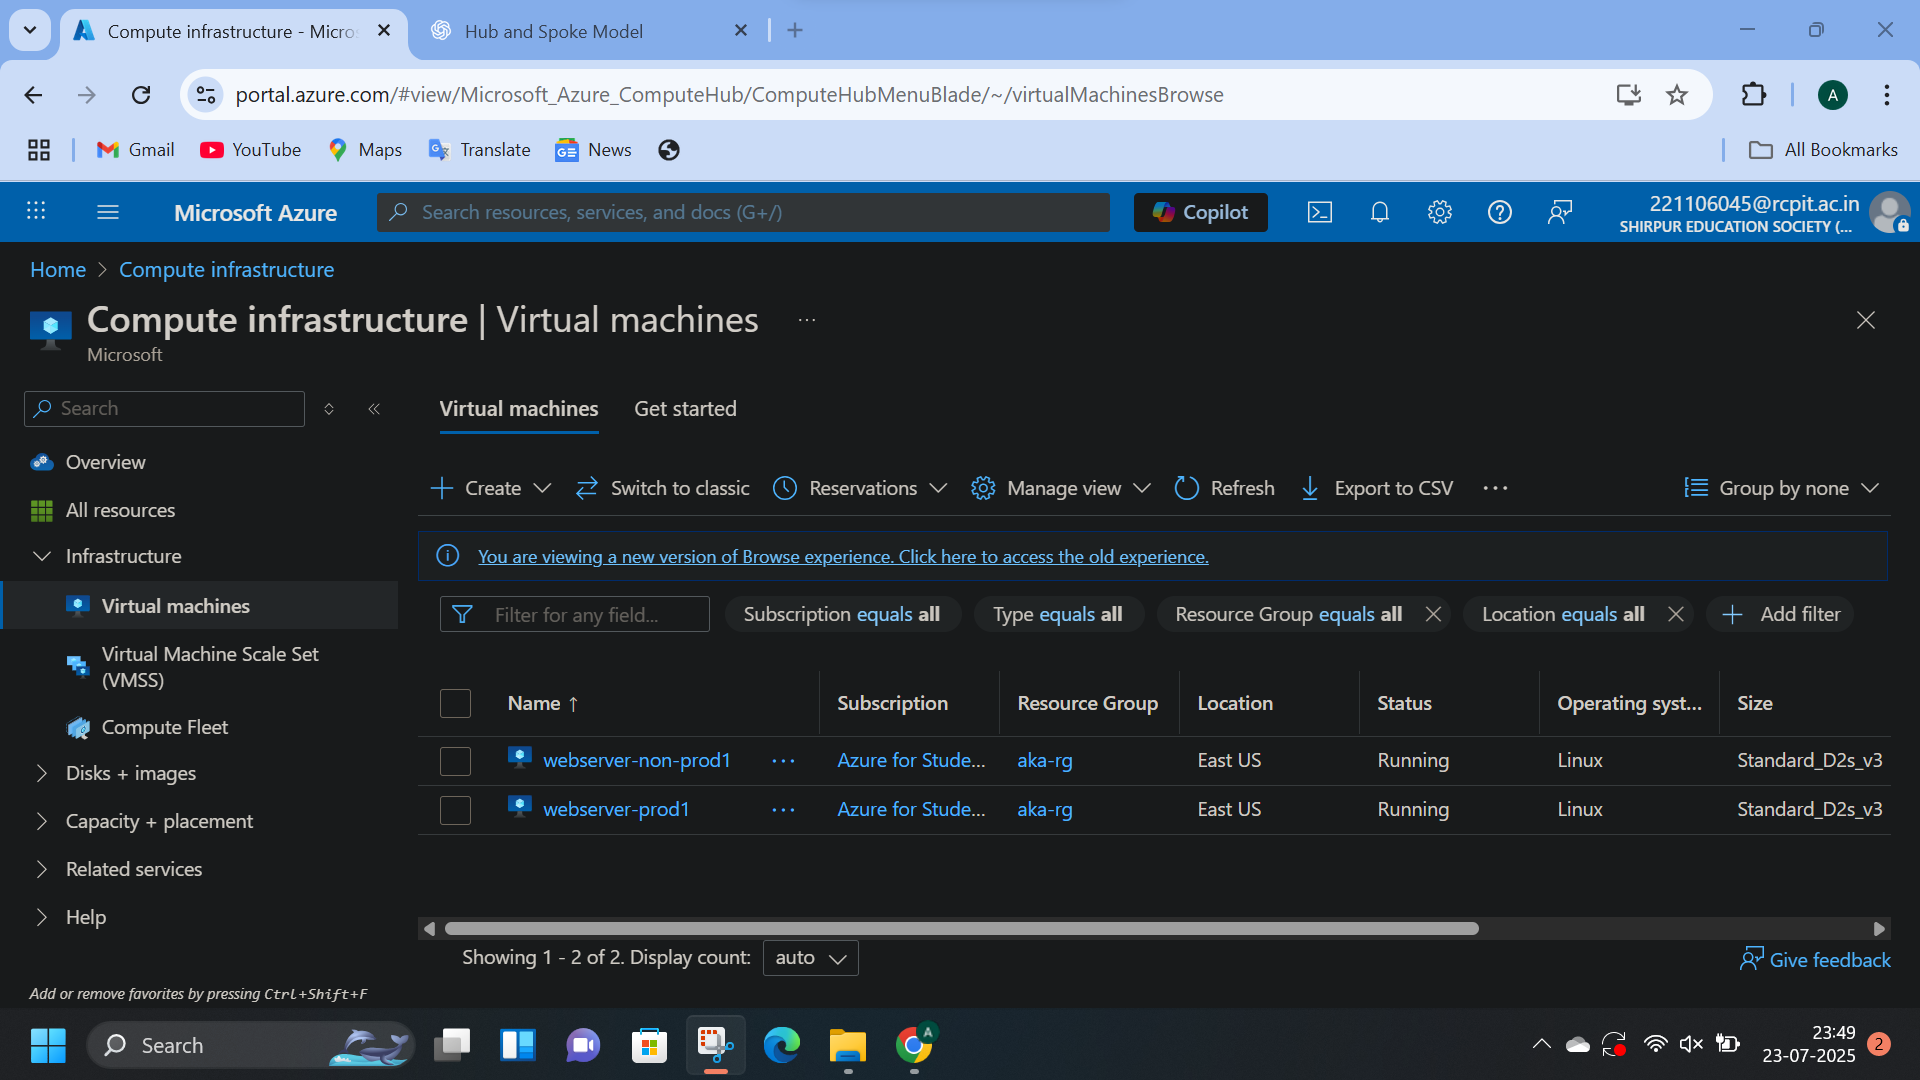 Compute infrastructure - Micros
Hub and Spoke Model
portal.azure.com/#view/Microsoft_Azure_ComputeHub/ComputeHubMenuBlade/~/virtualMachinesBrowse
A
Gmail
YouTube
Maps
Translate
News
All Bookmarks
Microsoft Azure
Search resources, services, and docs (G+/)
Copilot
221106045@rcpit.ac.in
SHIRPUR EDUCATION SOCIETY (...
Home > Compute infrastructure
Compute infrastructure | Virtual machines ...
Microsoft
Search
Overview
All resources
Infrastructure
Virtual machines
Virtual Machine Scale Set
(VMSS)
Compute Fleet
Disks + images
Capacity + placement
Related services
Help
Add or remove favorites by pressing Ctrl+Shift+F
Virtual machines
Get started
Create
Switch to classic
Reservations
Manage view
Refresh
Export to CSV
...
Group by none
You are viewing a new version of Browse experience. Click here to access the old experience.
Filter for any field...
Subscription equals all
Type equals all
Resource Group equals all
Location equals all
Add filter
Name ↑ Subscription Resource Group Location Status Operating syst... Size
webserver-non-prod1 ... Azure for Stude... aka-rg East US Running Linux Standard_D2s_v3
webserver-prod1 ... Azure for Stude... aka-rg East US Running Linux Standard_D2s_v3
Showing 1 - 2 of 2. Display count: auto
Give feedback
Search
A
23:49
23-07-2025
2